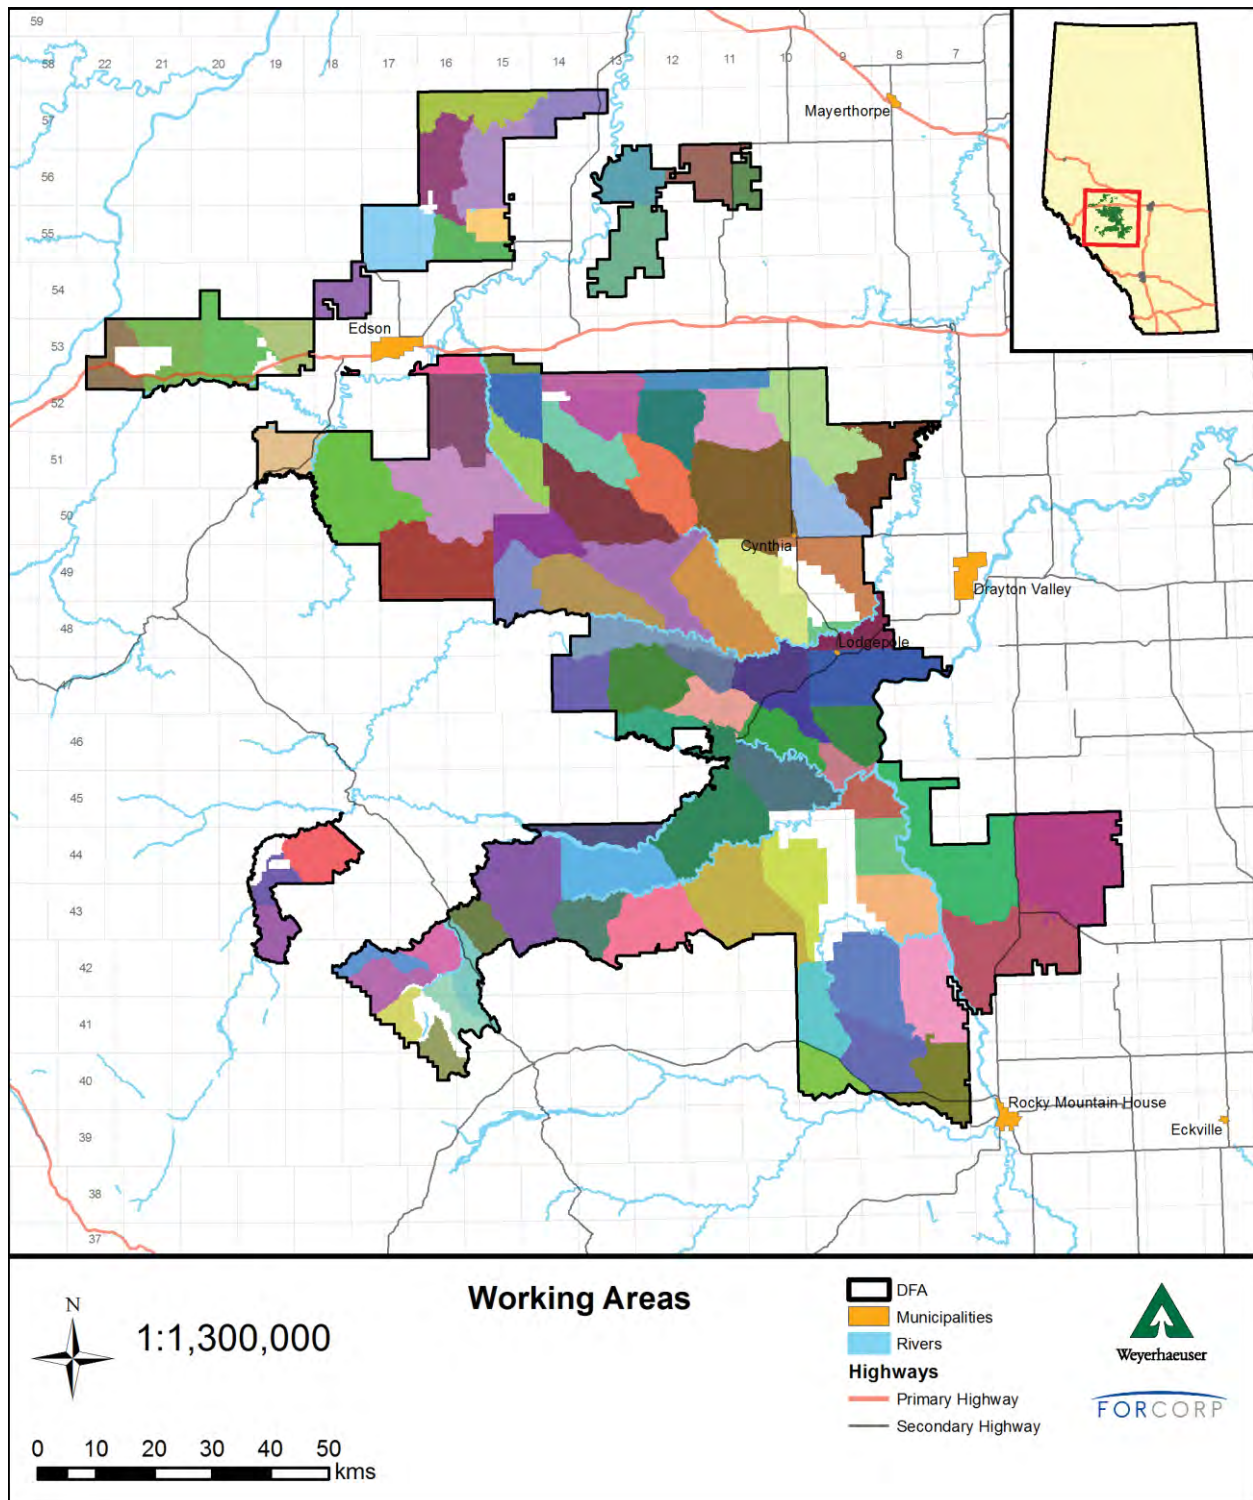 59
58 22 21 20 19 18 17 16 15 14 13 12 11 10 9 8 7
57
Mayerthorpe
56
55
54
Edson
53
52
51
50
Cynthia
49
Drayton Valley
48
Lodgepole
47
46
45
44
43
42
41
40
Rocky Mountain House
39
Eckville
38
37
Working Areas
N
1:1,300,000
0 10 20 30 40 50
kms
DFA
Municipalities
Rivers
Highways
Primary Highway
Secondary Highway
Weyerhaeuser
FORCORP